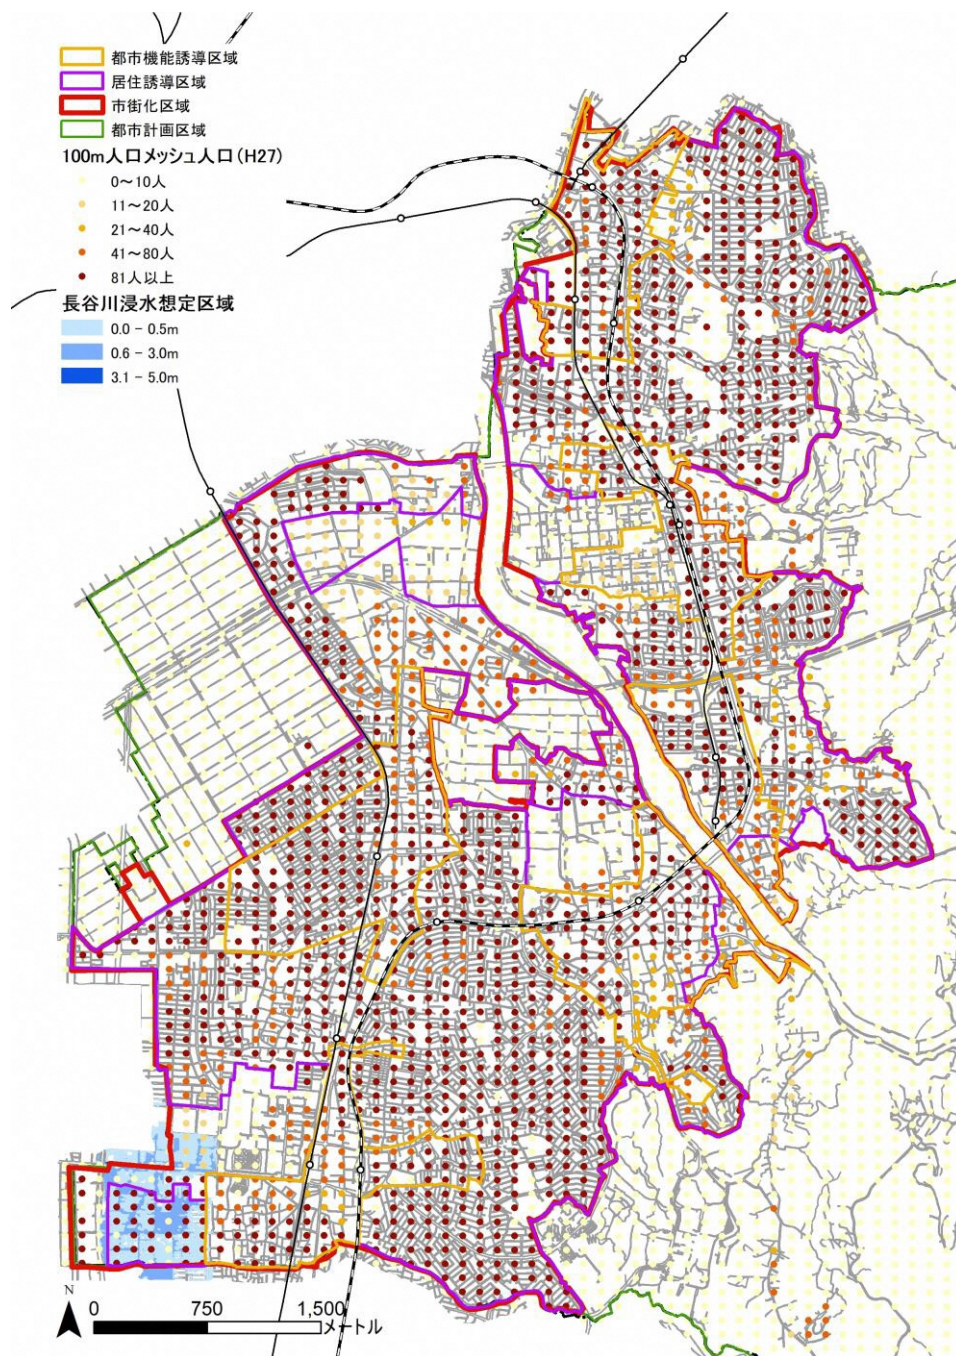 都市機能誘導区域
居住誘導区域
市街化区域
都市計画区域
100m人口メッシュ人口(H27)
0～10人
11～20人
21～40人
41～80人
81人以上
長谷川浸水想定区域
0.0 - 0.5m
0.6 - 3.0m
3.1 - 5.0m
N
0 750 1,500
メートル